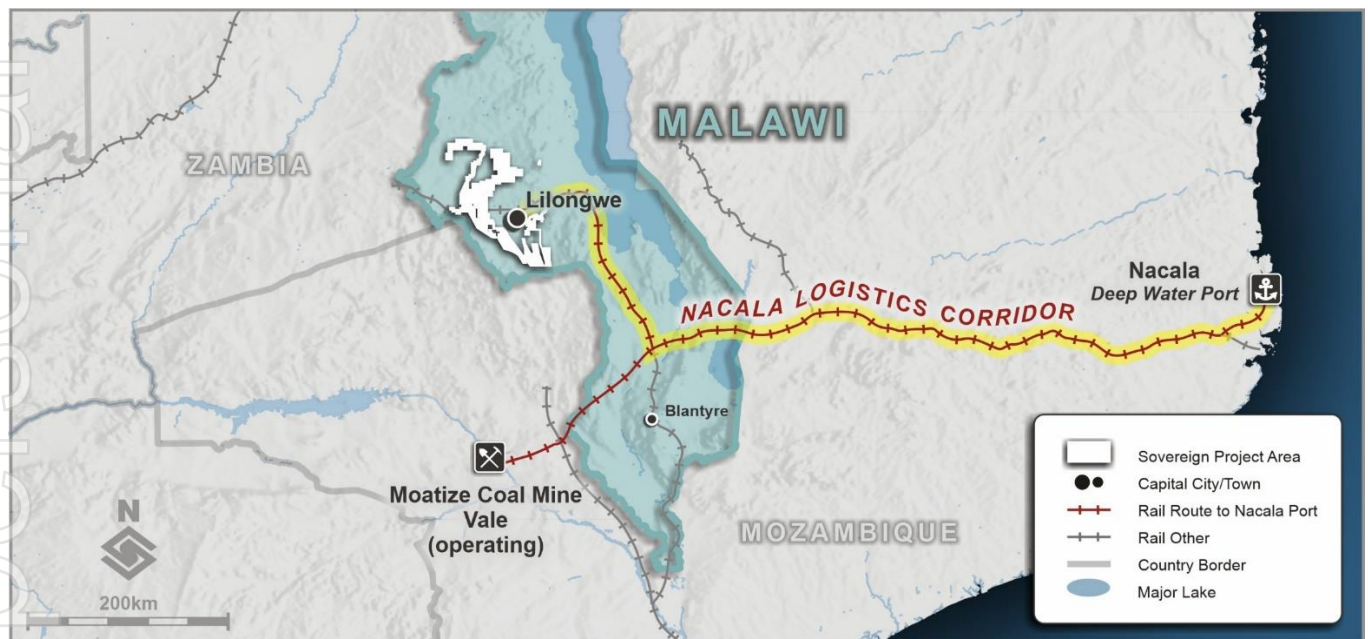 MALAWI
ZAMBIA
Lilongwe
Nacala
Deep Water Port
NACALA LOGISTICS CORRIDOR
Blantyre
Moatize Coal Mine
Vale
(operating)
MOZAMBIQUE
N
200km
Sovereign Project Area
Capital City/Town
Rail Route to Nacala Port
Rail Other
Country Border
Major Lake